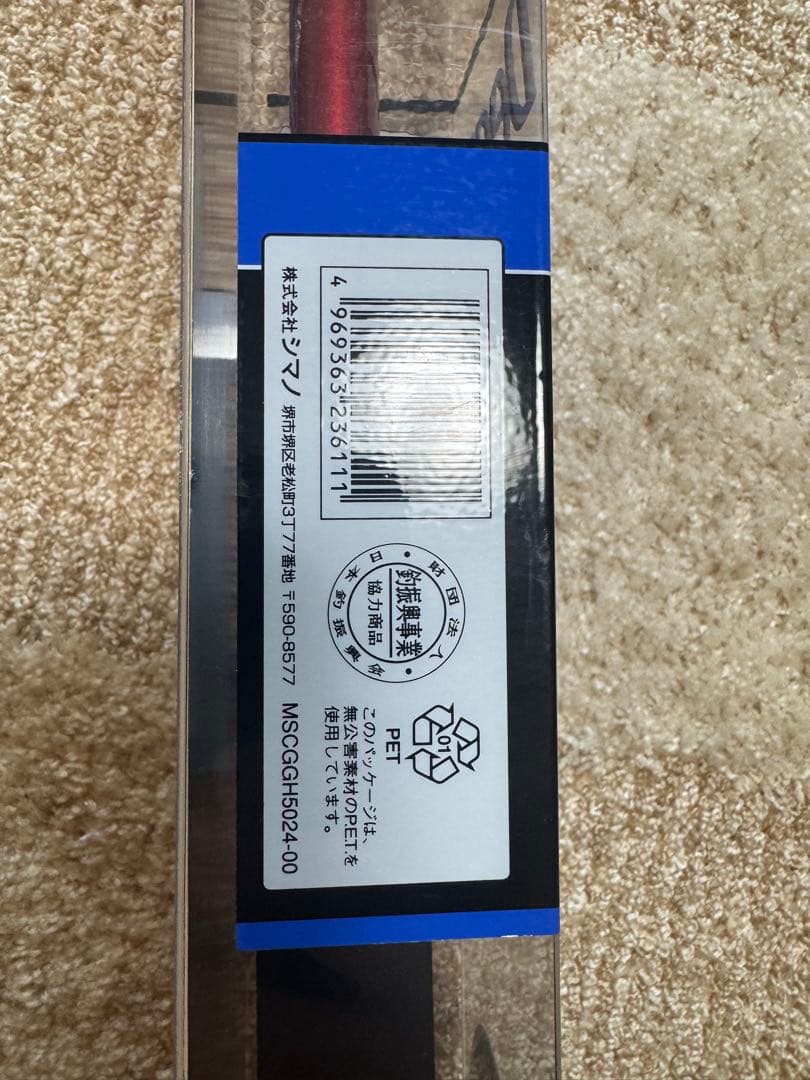 4 969363 236111
財団法人
日本釣振興会
釣振興事業
協力商品
01
PET
このパッケージは、
無公害素材のP.E.T.を
使用しています。
株式会社 シマノ 堺市堺区老松町3丁77番地 〒590-8577 MSCGGH5024-00